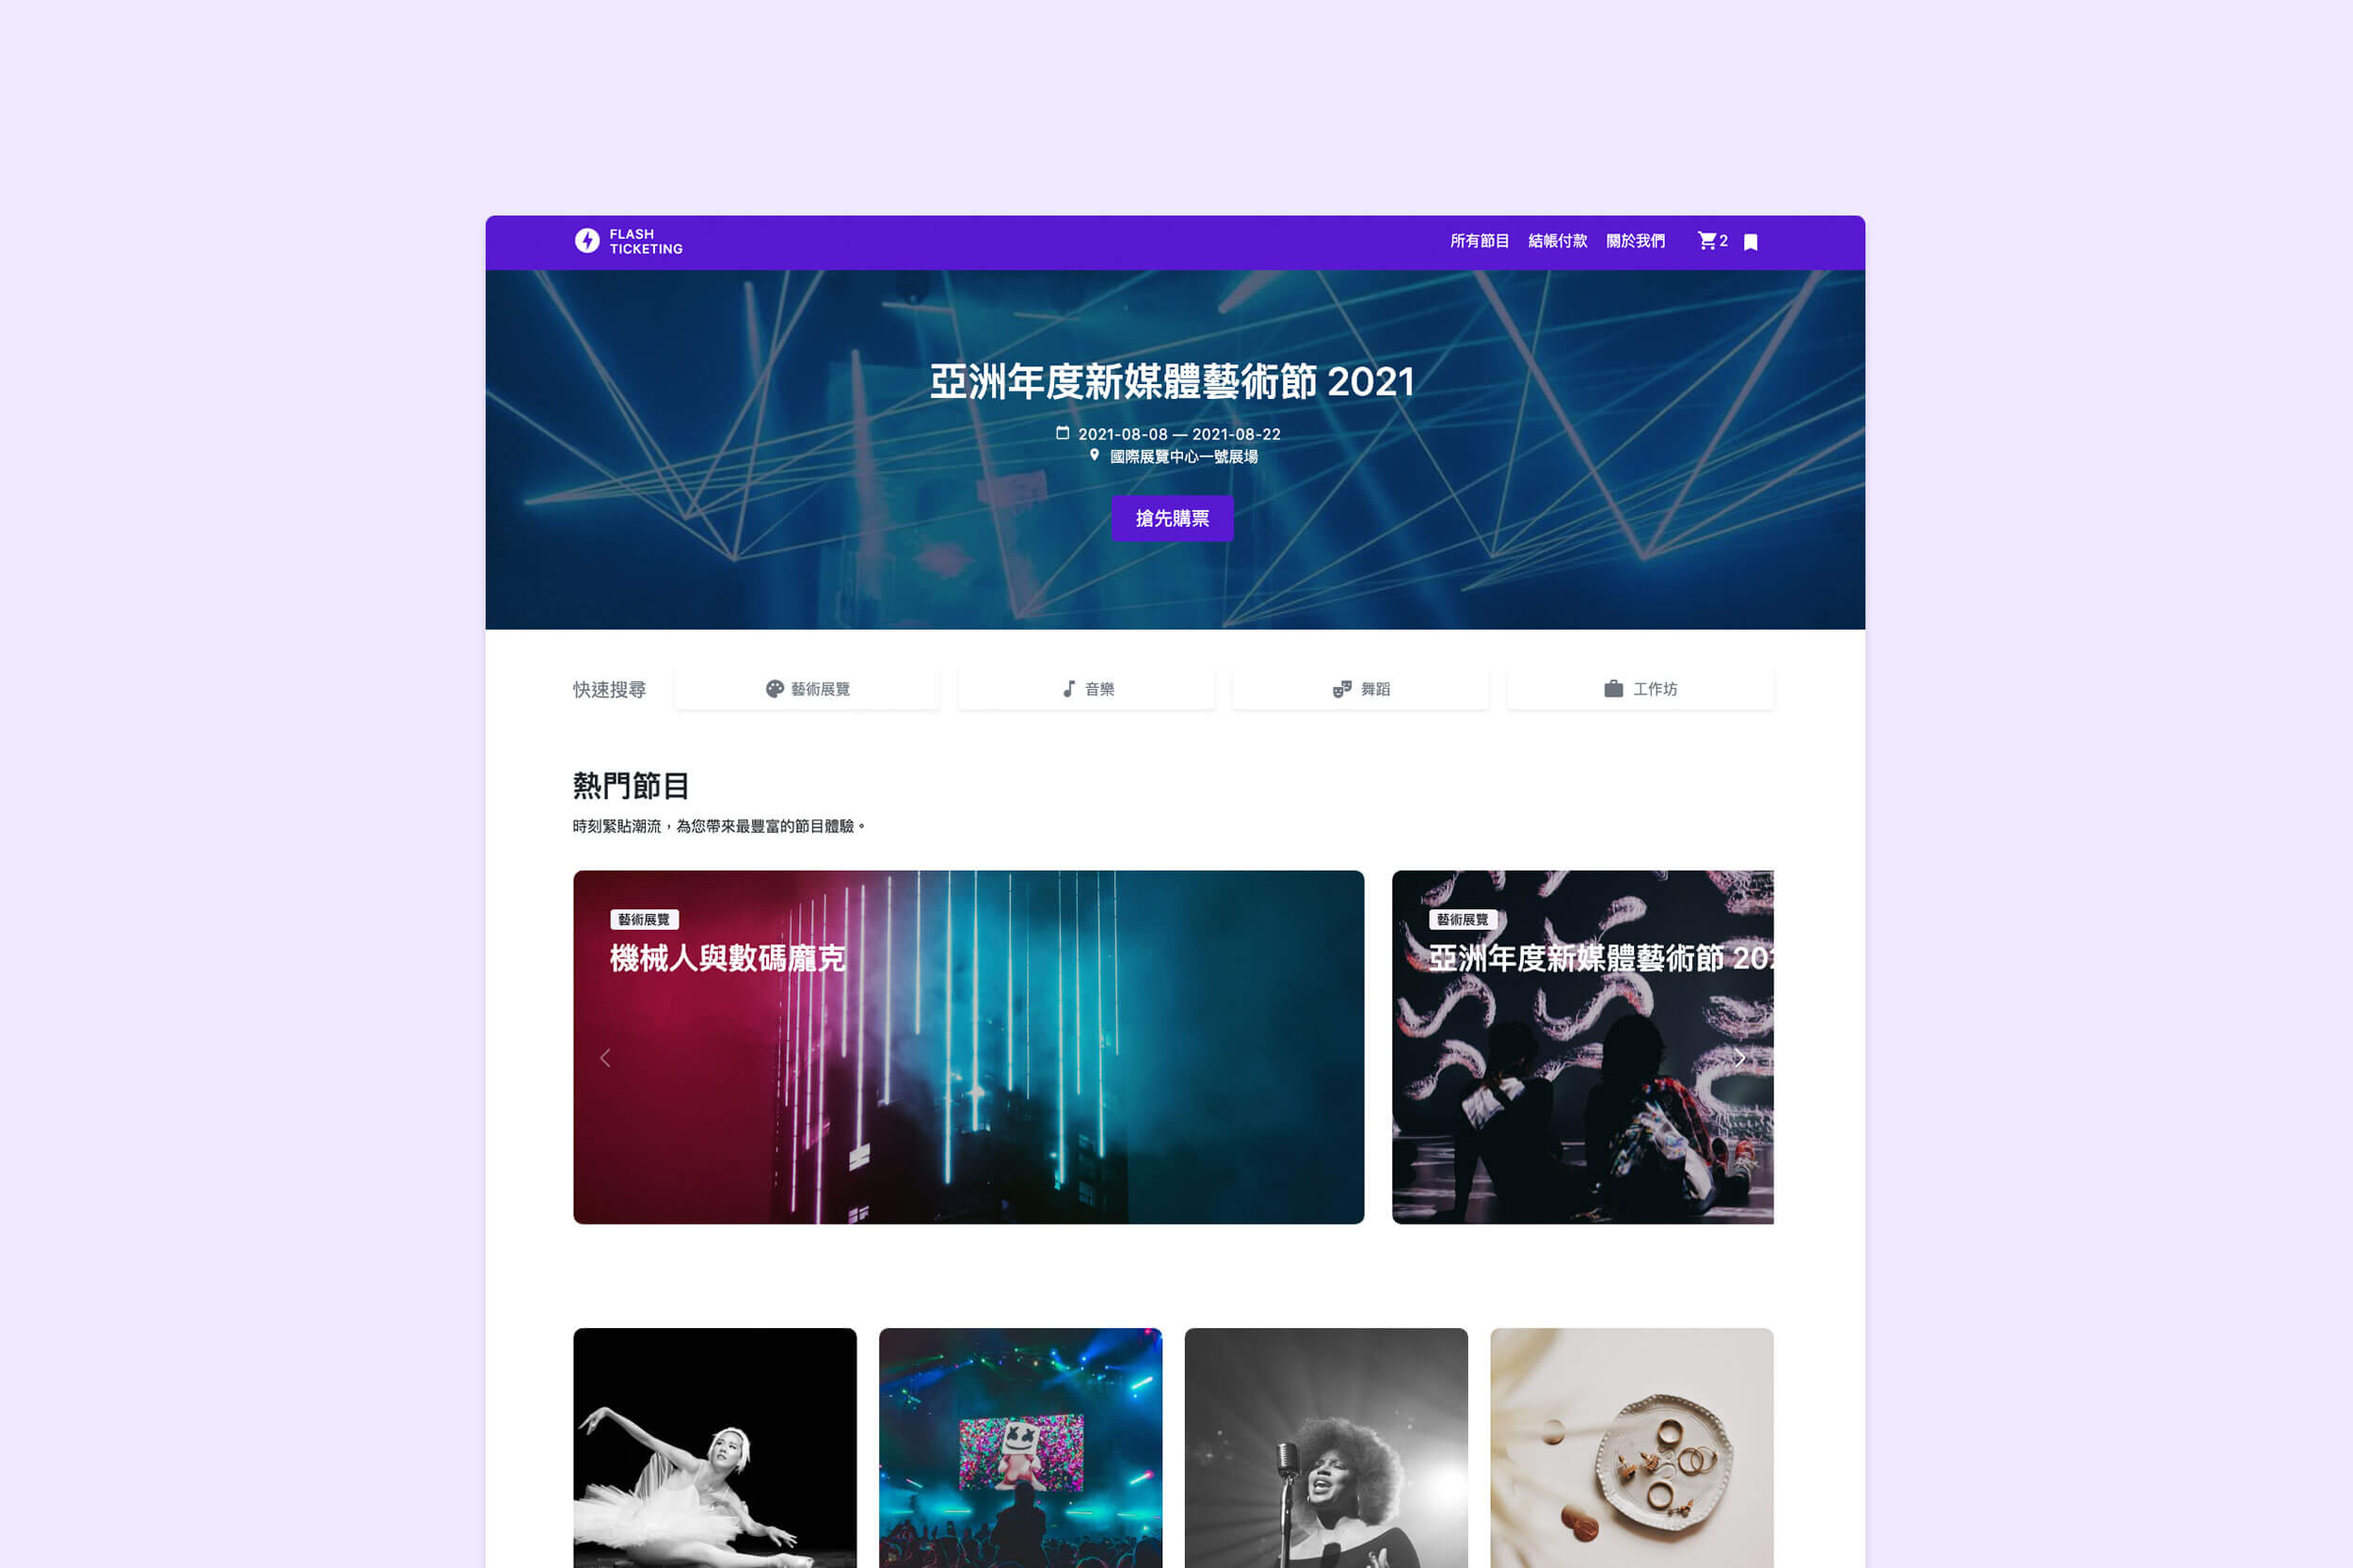 FLASH
TICKETING
所有節目 結帳付款 關於我們 2
亞洲年度新媒體藝術節 2021
2021-08-08 — 2021-08-22
國際展覽中心一號展場
搶先購票
快速搜尋 藝術展覽 音樂 舞蹈 工作坊
熱門節目
時刻緊貼潮流，為您帶來最豐富的節目體驗。
藝術展覽
機械人與數碼龐克
藝術展覽
亞洲年度新媒體藝術節 202